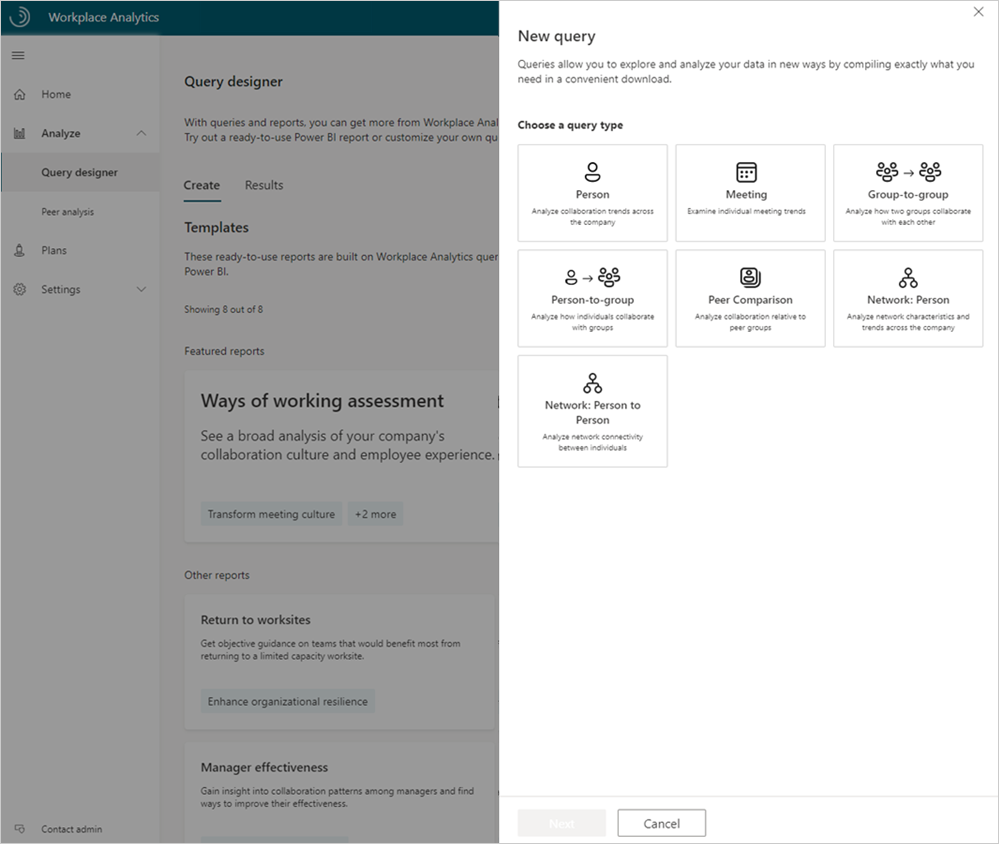 Workplace Analytics
Home
Analyze
Query designer
Peer analysis
Plans
Settings
Contact admin
Query designer
With queries and reports, you can get more from Workplace Anal
Try out a ready-to-use Power BI report or customize your own qu
Create
Results
Templates
These ready-to-use reports are built on Workplace Analytics quer
Power BI.
Showing 8 out of 8
Featured reports
Ways of working assessment
See a broad analysis of your company's
collaboration culture and employee experience.
Transform meeting culture
+2 more
Other reports
Return to worksites
Get objective guidance on teams that would benefit most from
returning to a limited capacity worksite.
Enhance organizational resilience
Manager effectiveness
Gain insight into collaboration patterns among managers and find
ways to improve their effectiveness.
New query
Queries allow you to explore and analyze your data in new ways by compiling exactly what you
need in a convenient download.
Choose a query type
Person
Analyze collaboration trends across
the company
Meeting
Examine individual meeting trends
Group-to-group
Analyze how two groups collaborate
with each other
Person-to-group
Analyze how individuals collaborate
with groups
Peer Comparison
Analyze collaboration relative to
peer groups
Network: Person
Analyze network characteristics and
trends across the company
Network: Person to
Person
Analyze network connectivity
between individuals
Next
Cancel